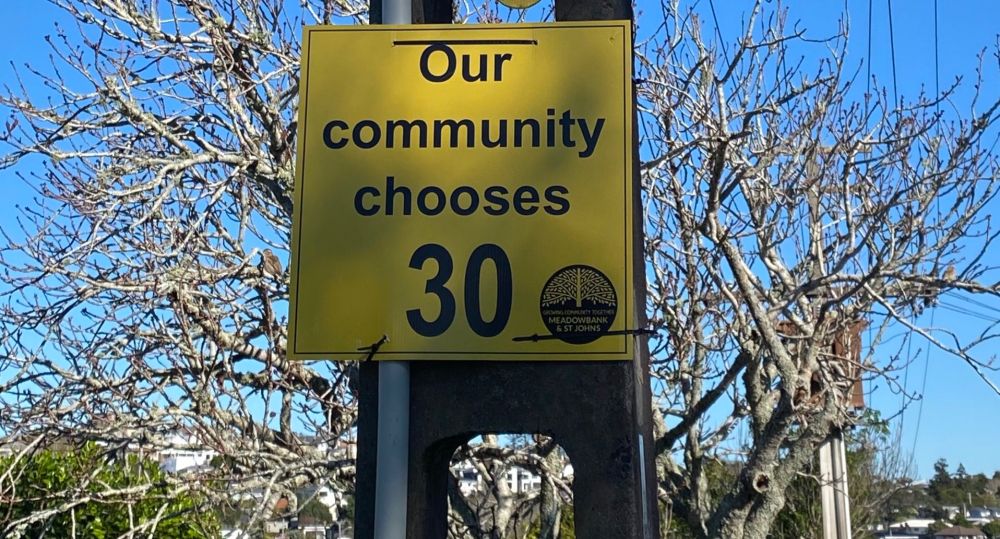 Our
community
chooses
30
GROWING COMMUNITY TOGETHER
MEADOWBANK
& ST JOHNS